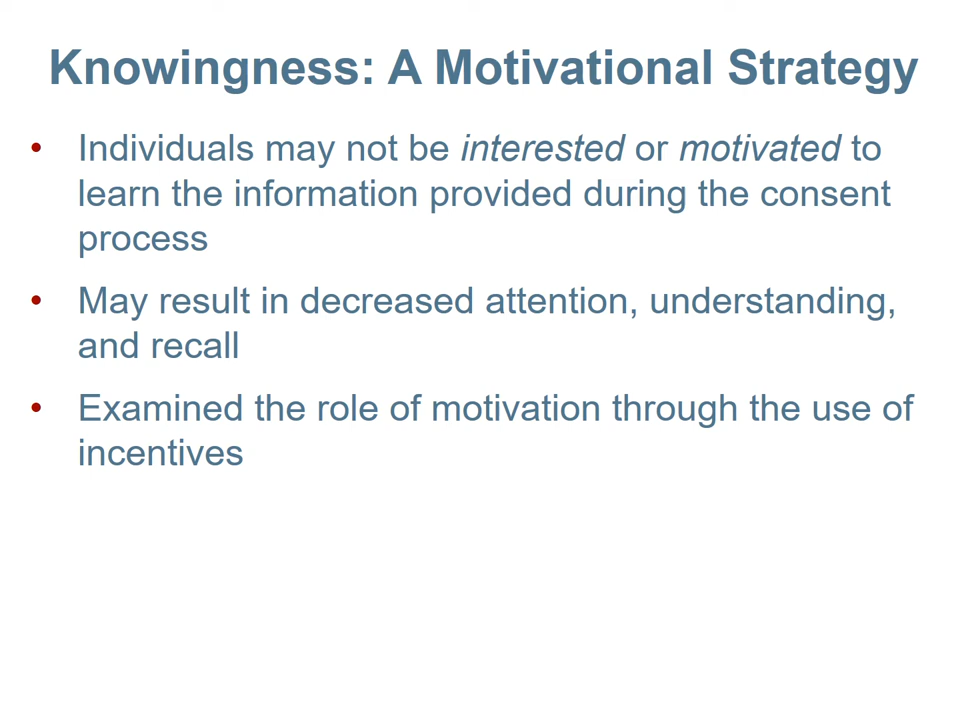 Knowingness: A Motivational Strategy
• Individuals may not be interested or motivated to
learn the information provided during the consent
process
• May result in decreased attention, understanding,
and recall
• Examined the role of motivation through the use of
incentives